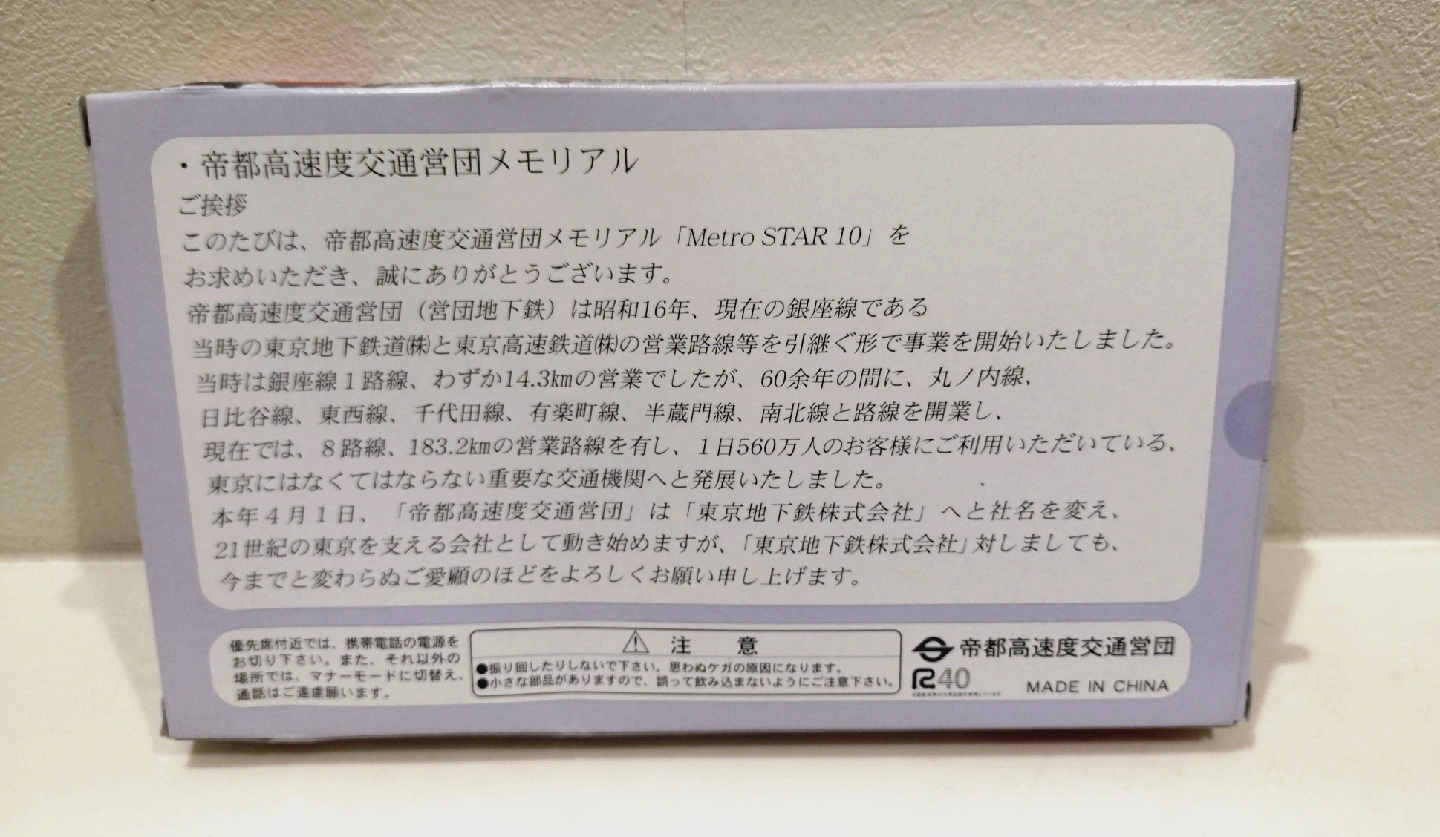 ・帝都高速度交通営団メモリアル
ご挨拶
このたびは、帝都高速度交通営団メモリアル「Metro STAR 10」を
お求めいただき、誠にありがとうございます。
帝都高速度交通営団（営団地下鉄）は昭和16年、現在の銀座線である
当時の東京地下鉄道㈱と東京高速鉄道㈱の営業路線等を引継ぐ形で事業を開始いたしました。
当時は銀座線１路線、わずか14.3㎞の営業でしたが、60余年の間に、丸ノ内線、
日比谷線、東西線、千代田線、有楽町線、半蔵門線、南北線と路線を開業し、
現在では、８路線、183.2㎞の営業路線を有し、１日560万人のお客様にご利用いただいている、
東京にはなくてはならない重要な交通機関へと発展いたしました。
本年４月１日、「帝都高速度交通営団」は「東京地下鉄株式会社」へと社名を変え、
21世紀の東京を支える会社として動き始めますが、「東京地下鉄株式会社」対しましても、
今までと変わらぬご愛顧のほどをよろしくお願い申し上げます。
優先席付近では、携帯電話の電源を
お切り下さい。また、それ以外の
場所では、マナーモードに切替え、
通話はご遠慮願います。
⚠ 注 意
●振り回したりしないで下さい。思わぬケガの原因になります。
●小さな部品がありますので、誤って飲み込まないようにご注意下さい。
帝都高速度交通営団
R40
MADE IN CHINA